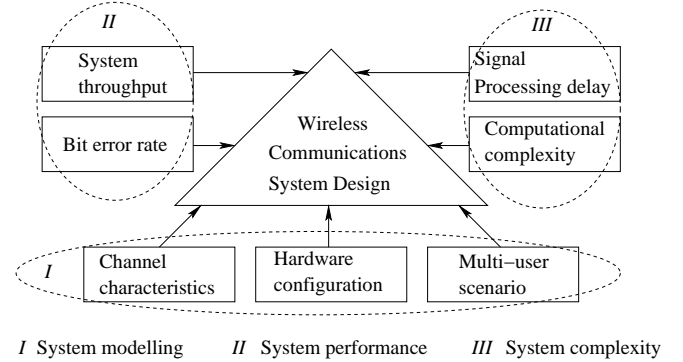 II
System
throughput
Bit error rate
III
Signal
Processing delay
Computational
complexity
Wireless
Communications
System Design
I
Channel
characteristics
Hardware
configuration
Multi−user
scenario
I System modelling II System performance III System complexity